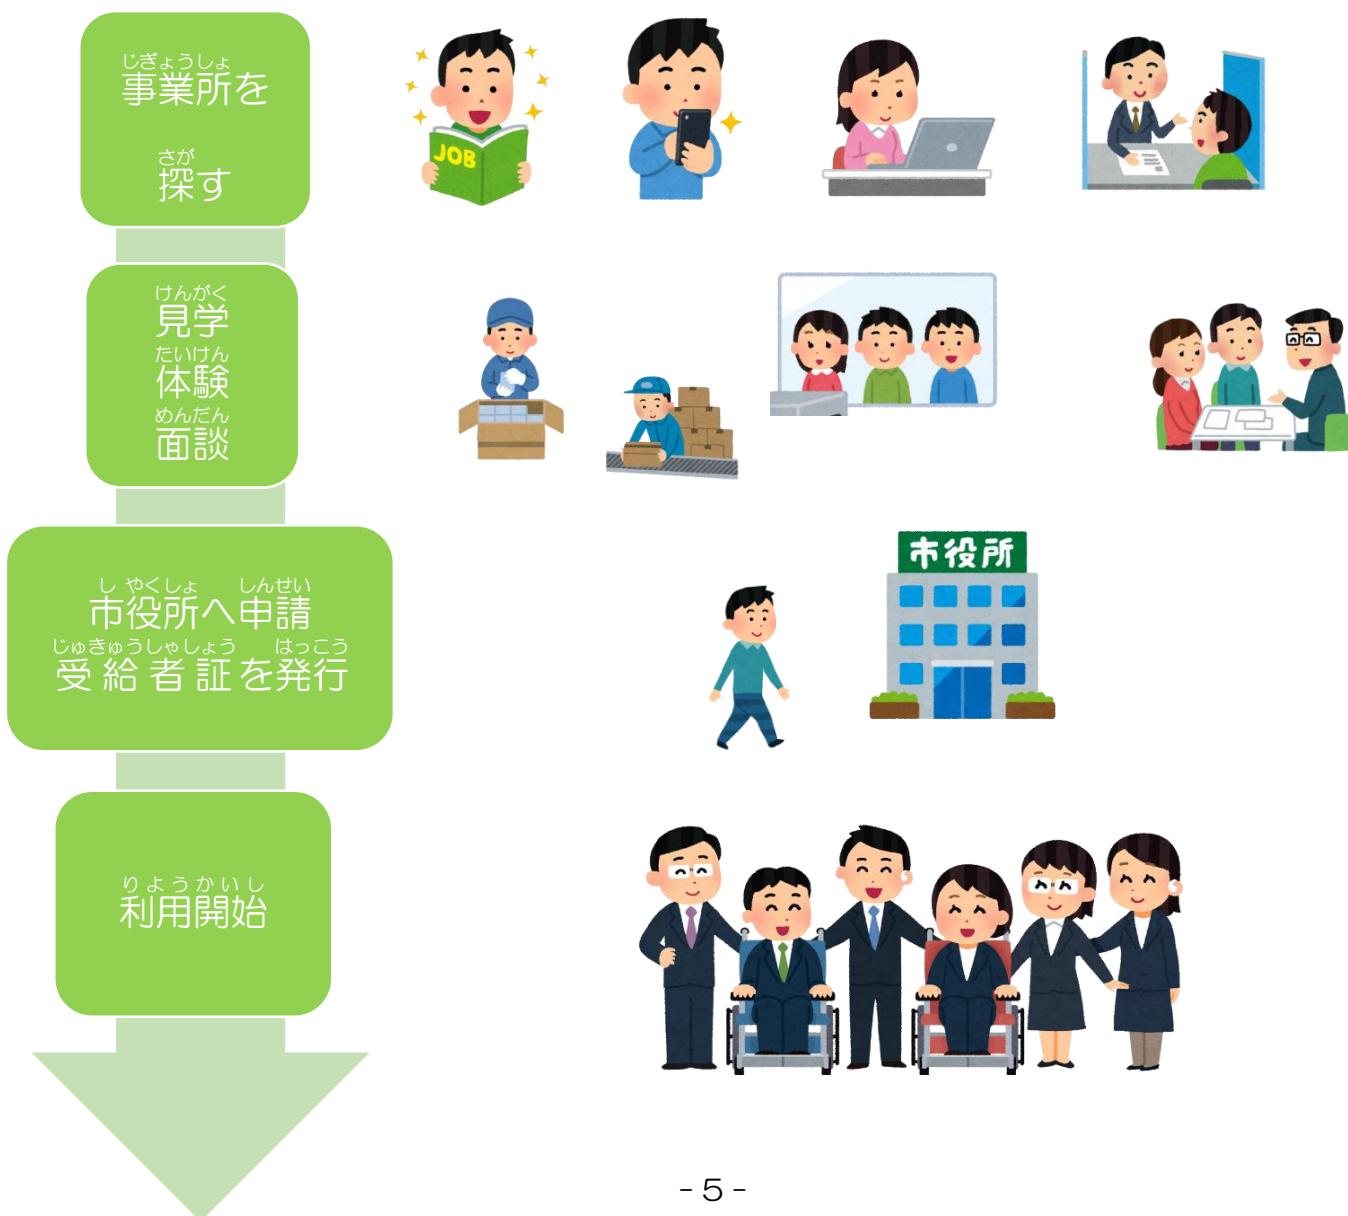 じぎょうしょ
事業所を
さが
探す
JOB
けんがく
見学
たいけん
体験
めんだん
面談
し やくしょ しんせい
市役所へ申請
じゅきゅうしゃしょう はっこう
受給者証を発行
市役所
りようかいし
利用開始
- 5 -